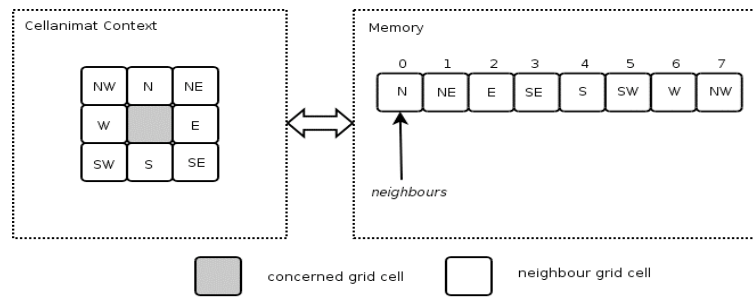 Cellanimat Context
NW N NE
W E
SW S SE
Memory
0 1 2 3 4 5 6 7
N NE E SE S SW W NW
neighbours
concerned grid cell
neighbour grid cell